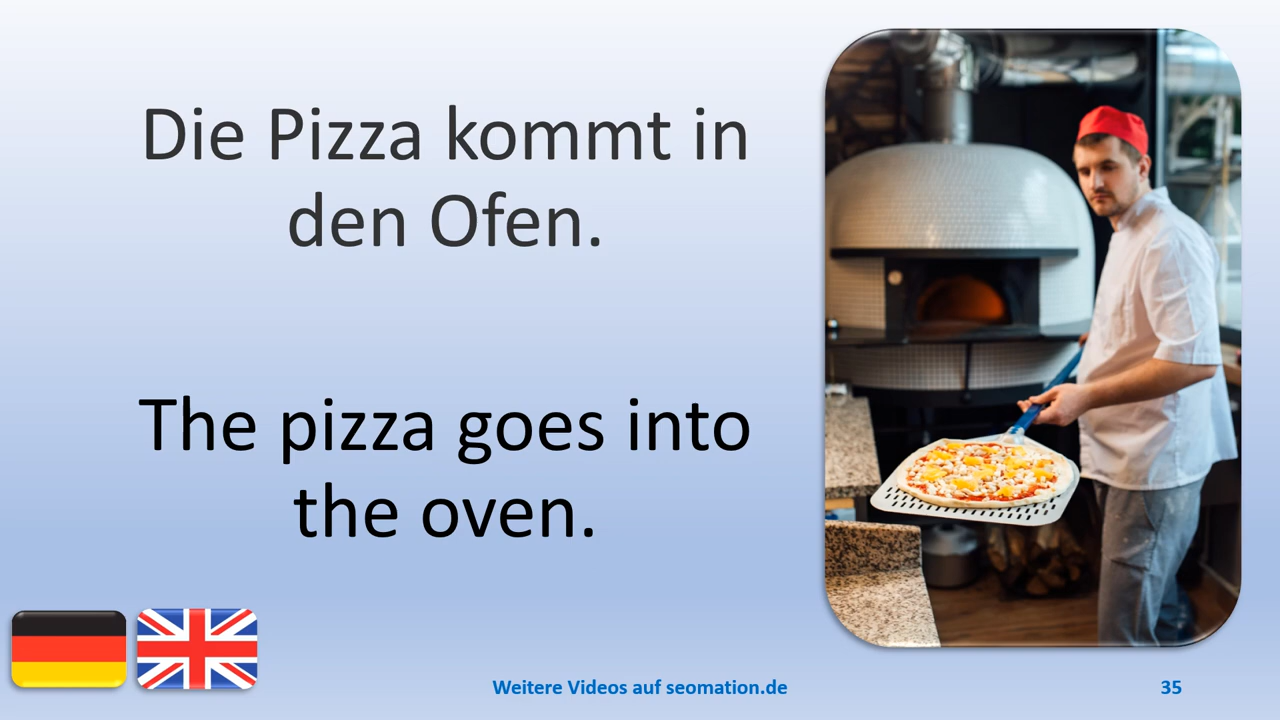 Die Pizza kommt in
den Ofen.
The pizza goes into
the oven.
Weitere Videos auf seomation.de
35